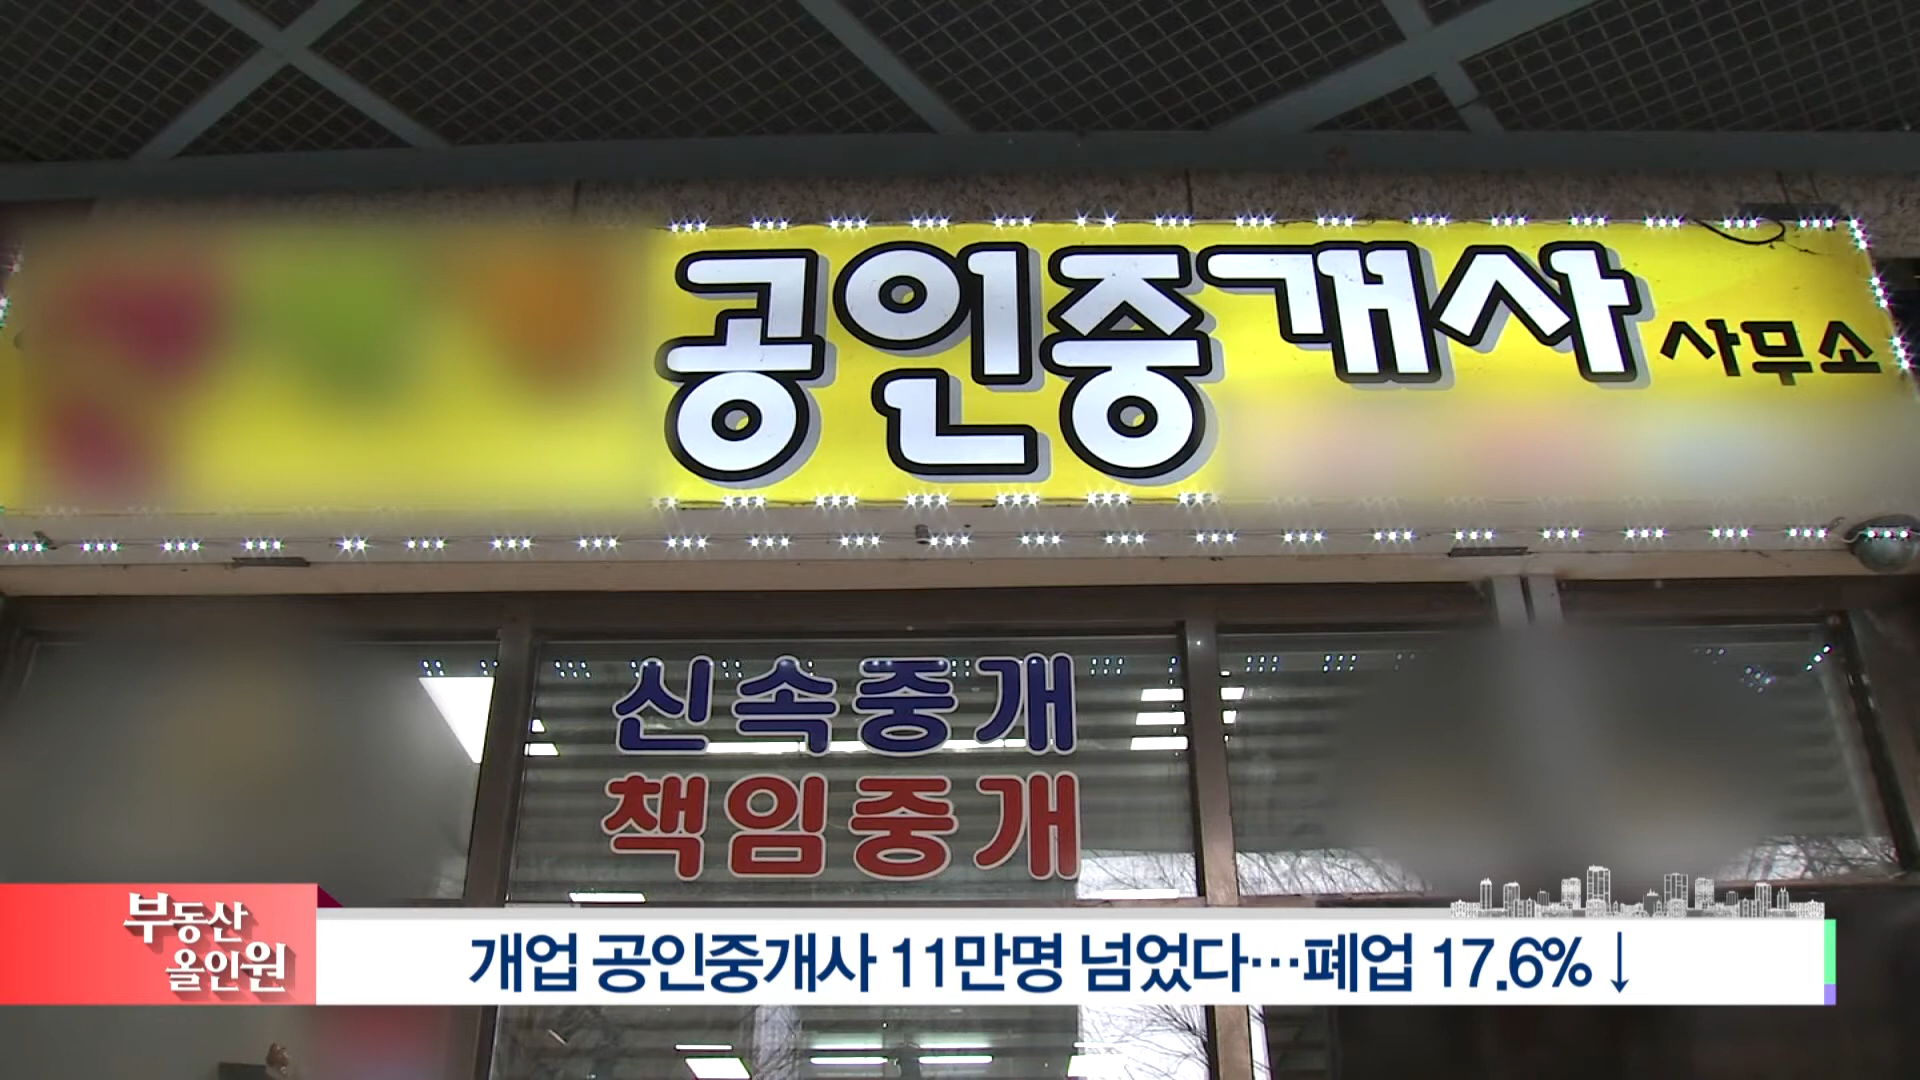 공인중개사 사무소
신속중개
책임중개
부동산
올인원
개업 공인중개사 11만명 넘었다…폐업 17.6%↓